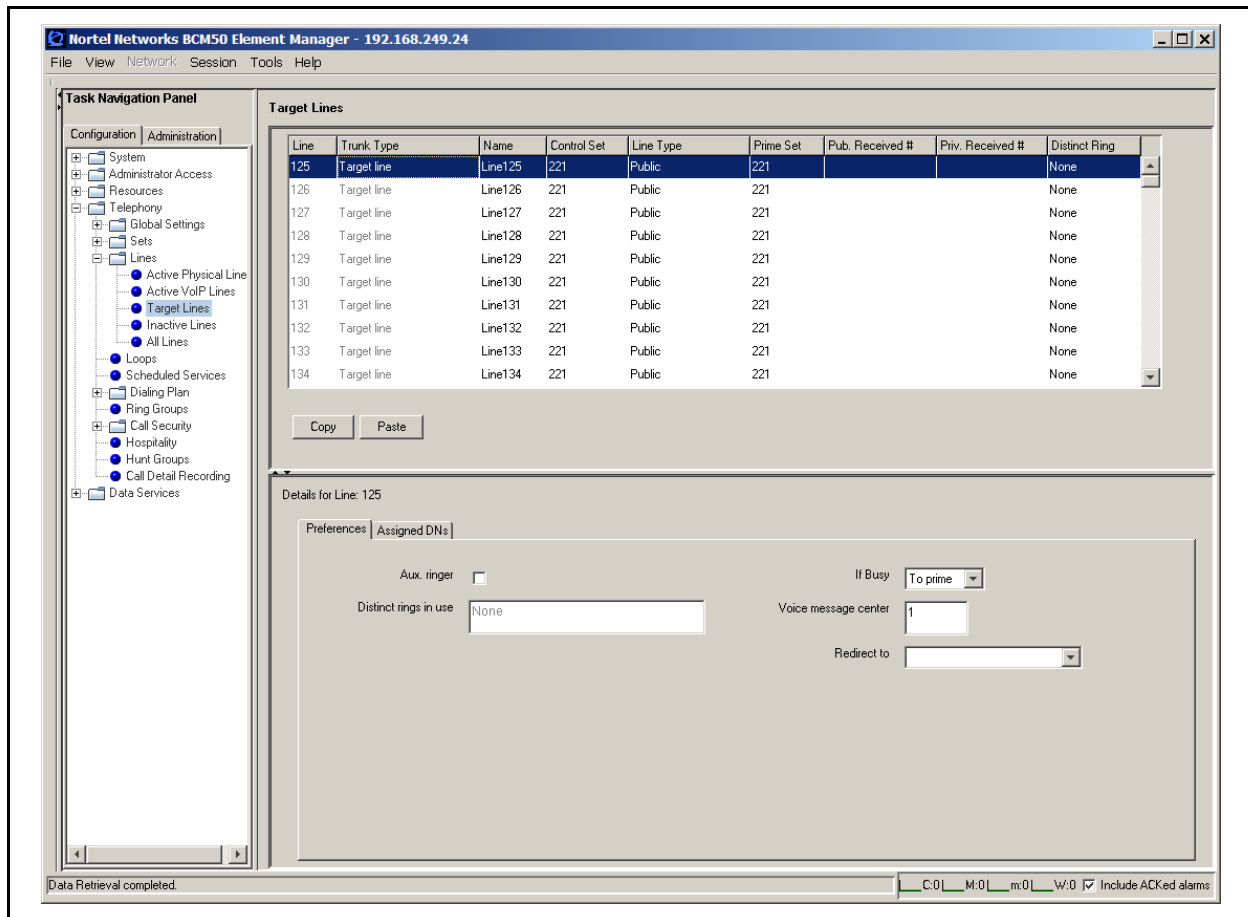 Nortel Networks BCM50 Element Manager - 192.168.249.24
File View Network Session Tools Help
Task Navigation Panel
Configuration Administration
System
Administrator Access
Resources
Telephony
Global Settings
Sets
Lines
Active Physical Line
Active VoIP Lines
Target Lines
Inactive Lines
All Lines
Loops
Scheduled Services
Dialing Plan
Ring Groups
Call Security
Hospitality
Hunt Groups
Call Detail Recording
Data Services
Target Lines
Line Trunk Type Name Control Set Line Type Prime Set Pub. Received # Priv. Received # Distinct Ring
125 Target line Line125 221 Public 221 None
126 Target line Line126 221 Public 221 None
127 Target line Line127 221 Public 221 None
128 Target line Line128 221 Public 221 None
129 Target line Line129 221 Public 221 None
130 Target line Line130 221 Public 221 None
131 Target line Line131 221 Public 221 None
132 Target line Line132 221 Public 221 None
133 Target line Line133 221 Public 221 None
134 Target line Line134 221 Public 221 None
Copy Paste
Details for Line: 125
Preferences Assigned DNs
Aux. ringer If Busy To prime
Distinct rings in use None Voice message center 1
Redirect to
Data Retrieval completed. C:0 M:0 m:0 W:0 Include ACKed alarms